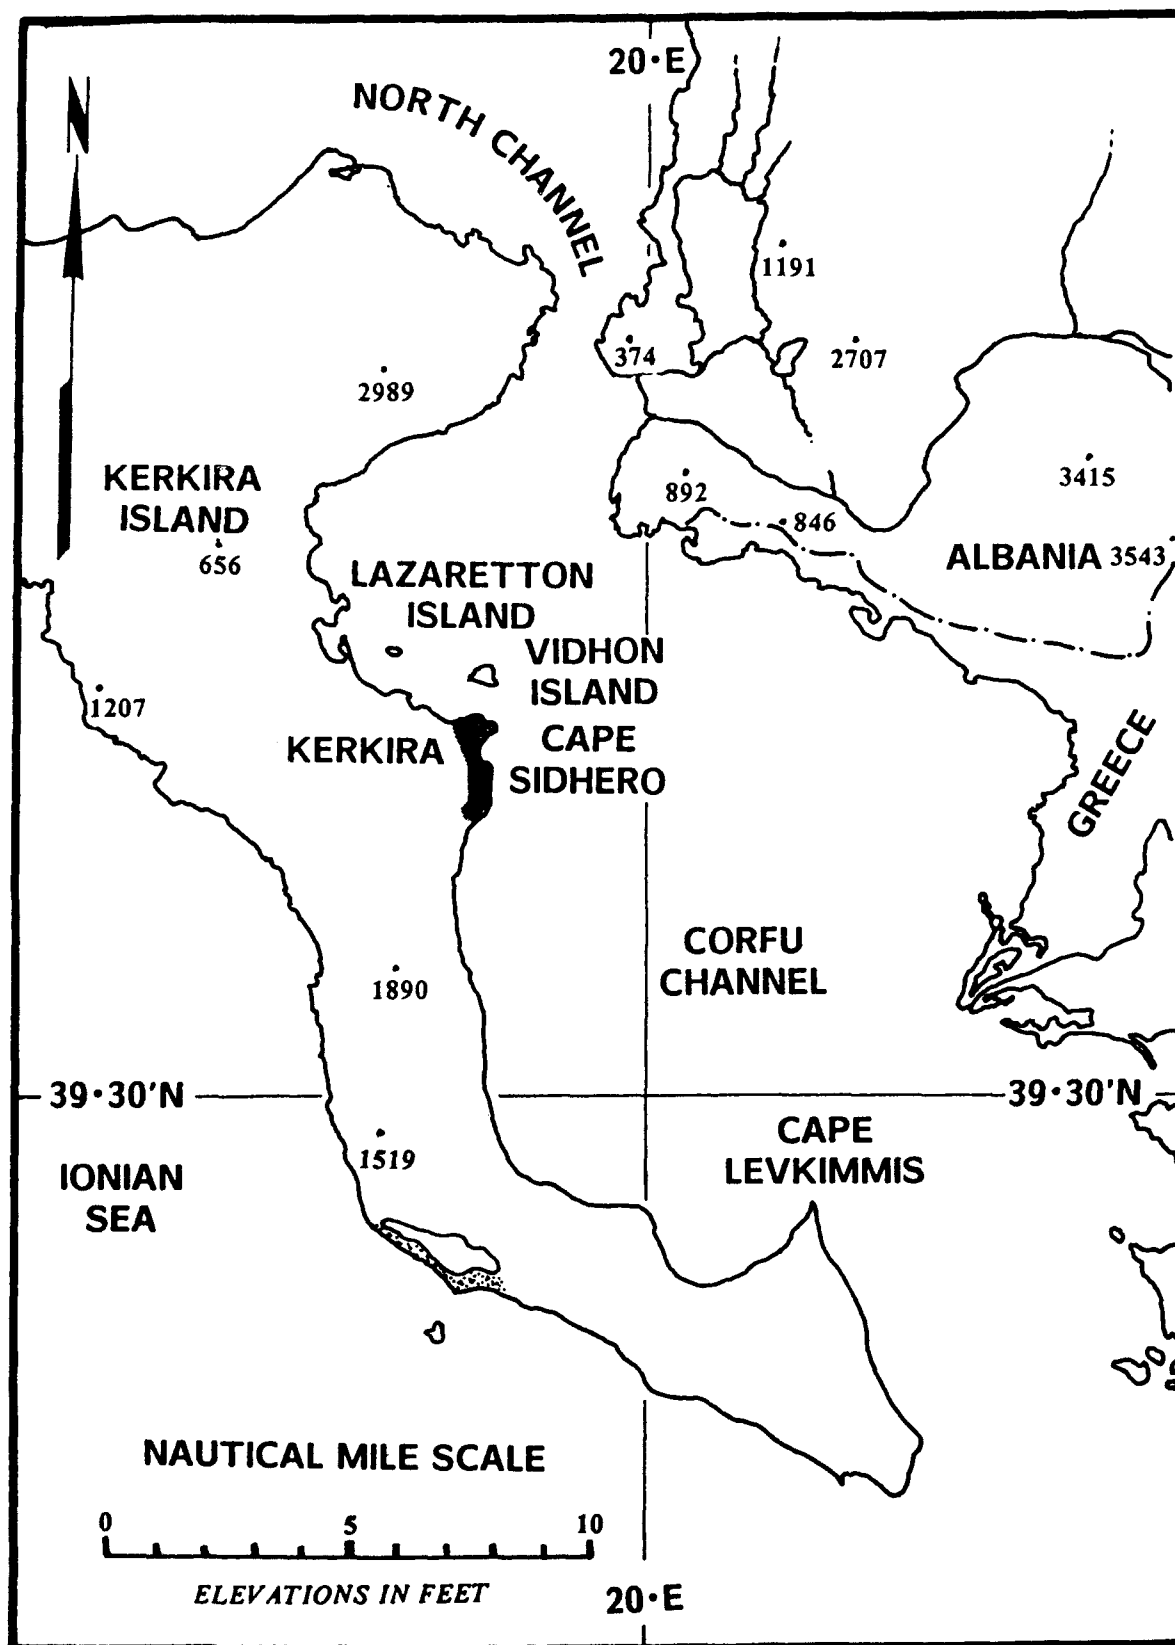 20•E
N
NORTH CHANNEL
1191
374
2707
2989
KERKIRA
ISLAND
656
892
846
3415
ALBANIA 3543
LAZARETTON
ISLAND
VIDHON
ISLAND
1207
KERKIRA
CAPE
SIDHERO
GREECE
CORFU
CHANNEL
1890
39•30'N
39•30'N
CAPE
LEVKIMMIS
1519
IONIAN
SEA
NAUTICAL MILE SCALE
0 5 10
ELEVATIONS IN FEET
20•E